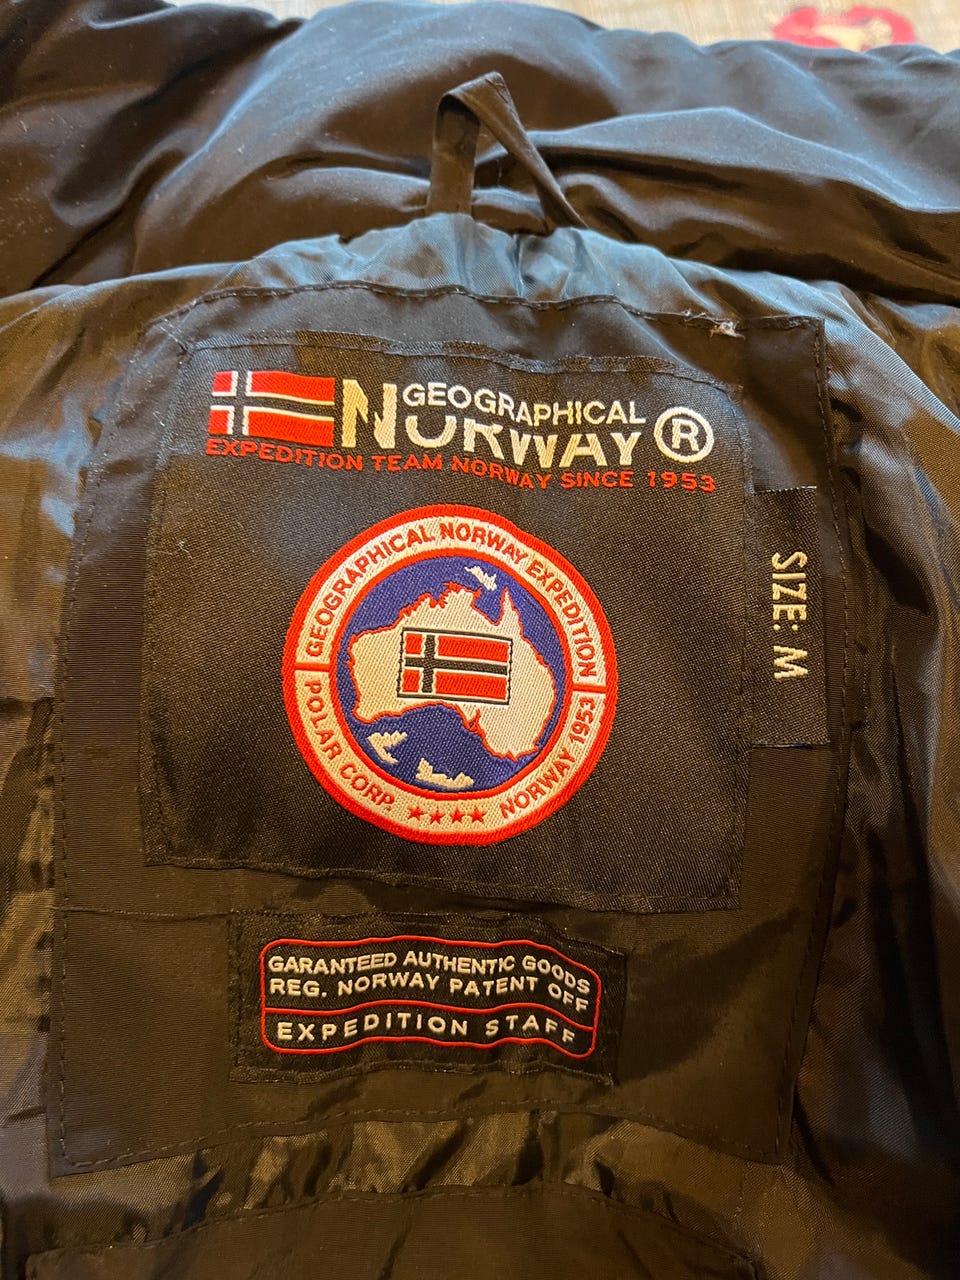 GEOGRAPHICAL
NORWAY ®
EXPEDITION TEAM NORWAY SINCE 1953
SIZE: M
GEOGRAPHICAL NORWAY EXPEDITION
POLAR CORP.
NORWAY 1953
GARANTEED AUTHENTIC GOODS
REG. NORWAY PATENT OFF
EXPEDITION STAFF